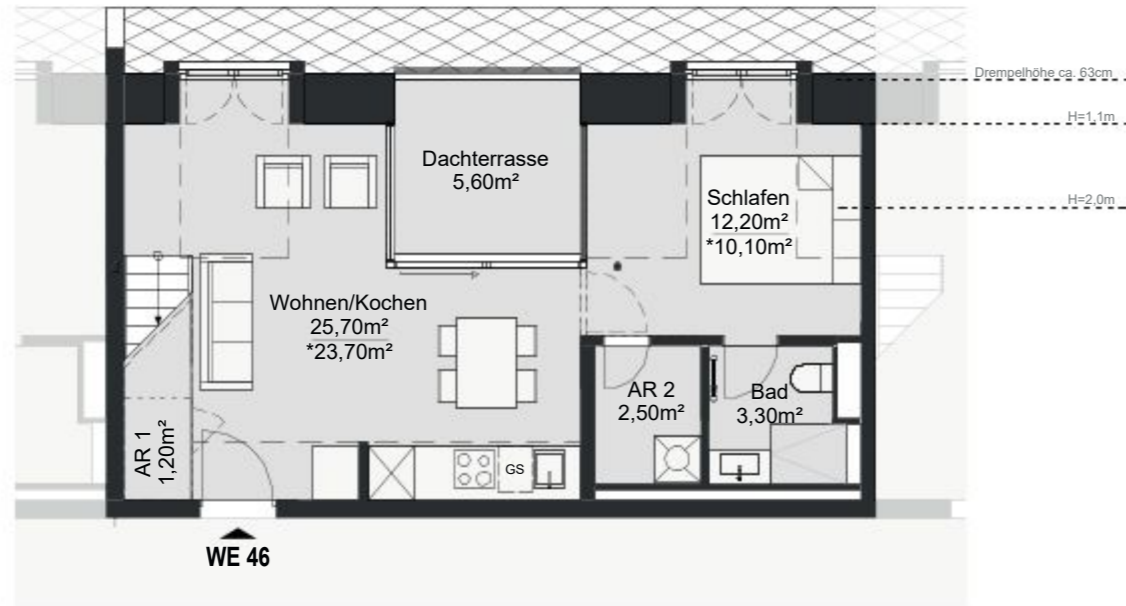 Drempelhöhe ca. 63cm
H=1,1m
Dachterrasse
5,60m²
Schlafen
12,20m²
*10,10m²
H=2,0m
Wohnen/Kochen
25,70m²
*23,70m²
AR 1
1,20m²
AR 2
2,50m²
Bad
3,30m²
GS
WE 46